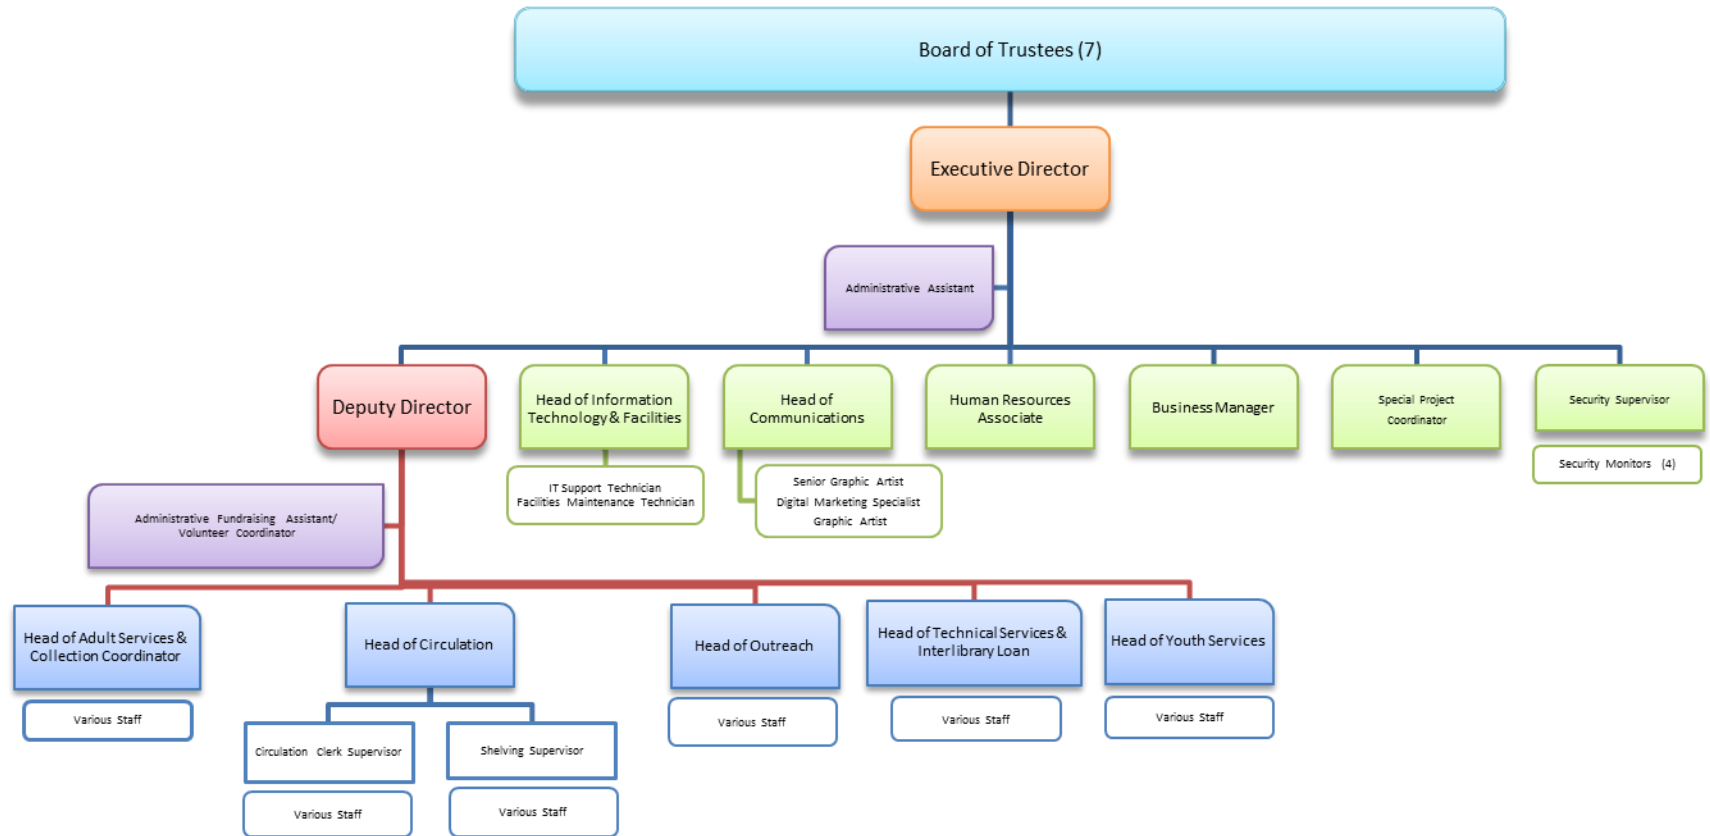 Board of Trustees (7)
Executive Director
Administrative Assistant
Deputy Director
Head of Information
Technology & Facilities
Head of
Communications
Human Resources
Associate
Business Manager
Special Project
Coordinator
Security Supervisor
IT Support Technician
Facilities Maintenance Technician
Senior Graphic Artist
Digital Marketing Specialist
Graphic Artist
Security Monitors (4)
Administrative Fundraising Assistant/
Volunteer Coordinator
Head of Adult Services &
Collection Coordinator
Head of Circulation
Head of Outreach
Head of Technical Services &
Interlibrary Loan
Head of Youth Services
Various Staff
Circulation Clerk Supervisor
Shelving Supervisor
Various Staff
Various Staff
Various Staff
Various Staff
Various Staff